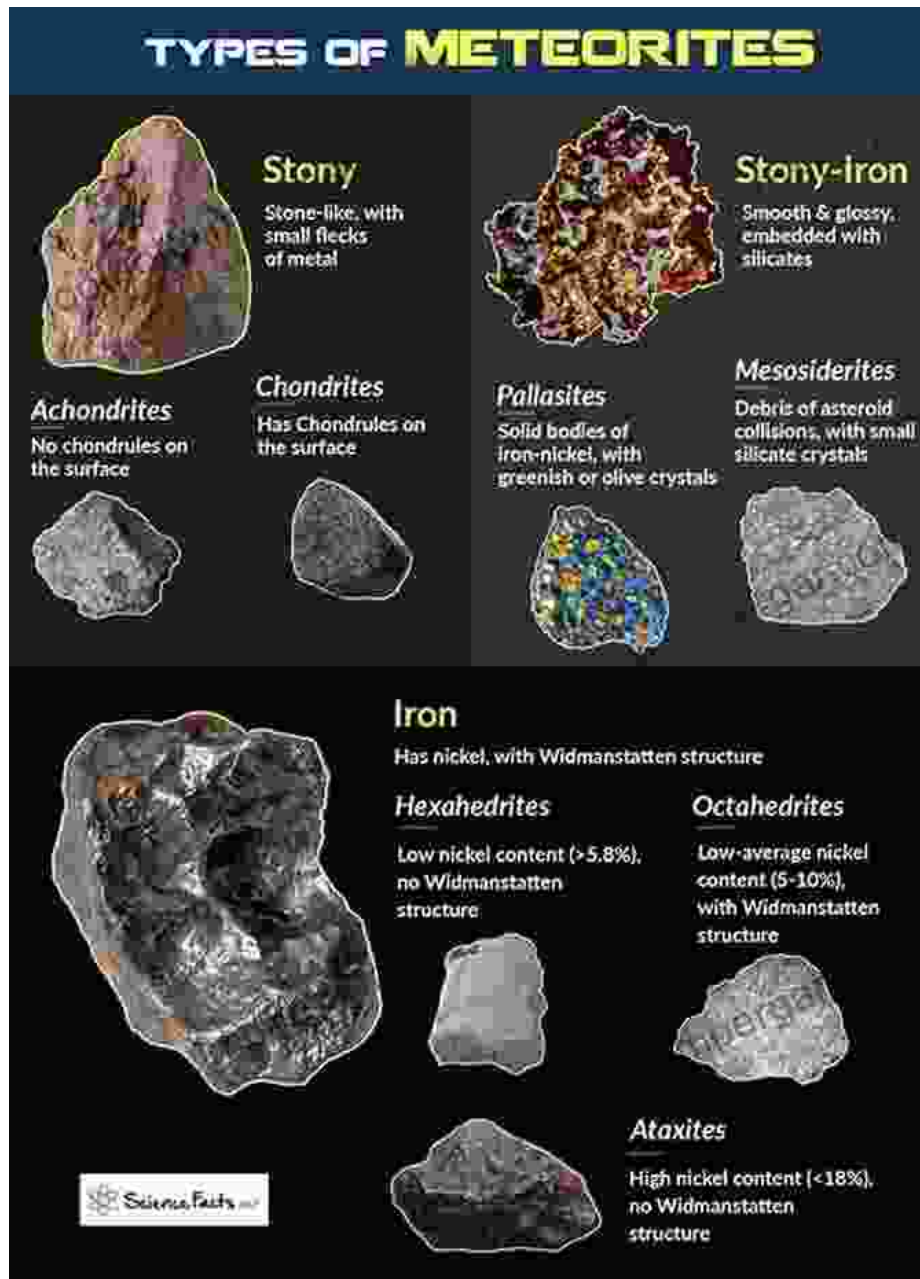 TYPES OF METEORITES
Stony
Stone-like, with
small flecks
of metal
Stony-iron
Smooth & glossy,
embedded with
silicates
Achondrites
No chondrules on
the surface
Chondrites
Has Chondrules on
the surface
Pallasites
Solid bodies of
iron-nickel, with
greenish or olive crystals
Mesosiderites
Debris of asteroid
collisions, with small
silicate crystals
Iron
Has nickel, with Widmanstatten structure
Hexahedrites
Low nickel content (>5.8%),
no Widmanstatten
structure
Octahedrites
Low-average nickel
content (5-10%),
with Widmanstatten
structure
Ataxites
High nickel content (<18%),
no Widmanstatten
structure
Science Facts